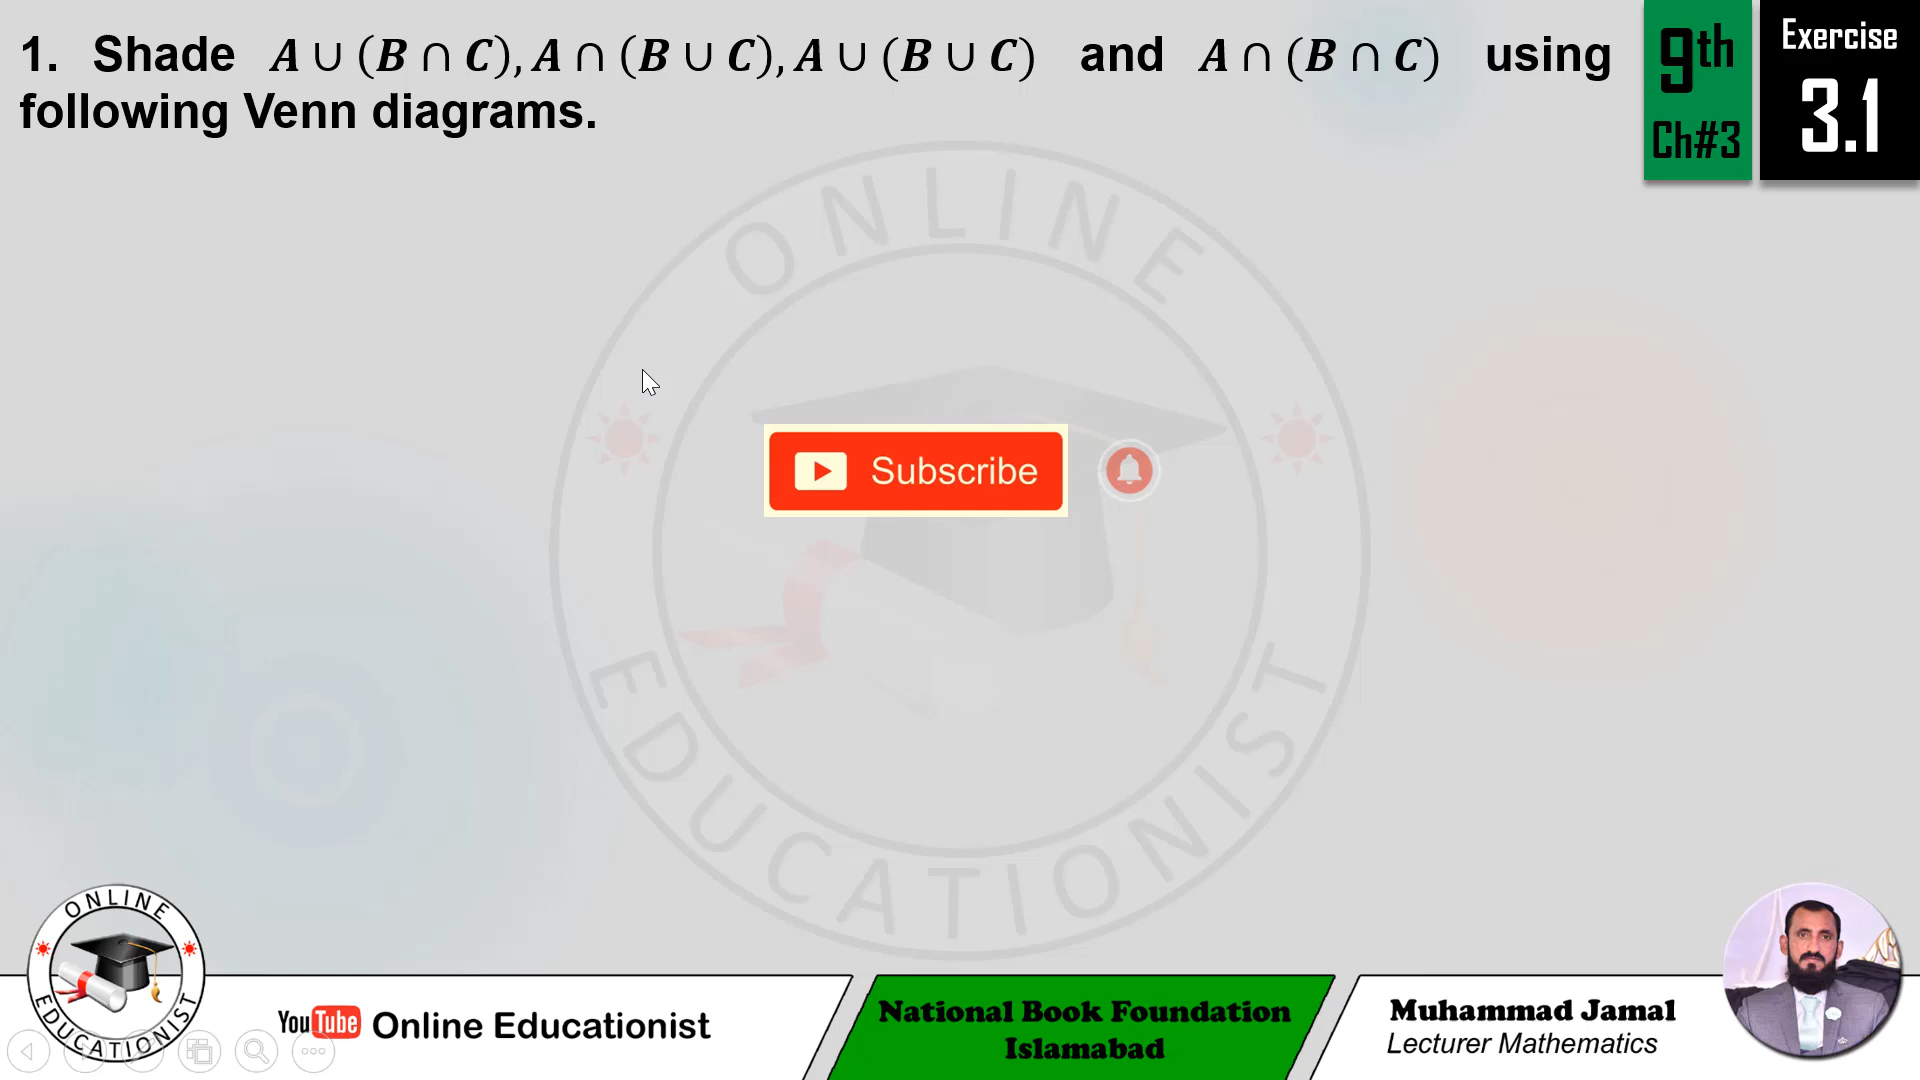 1. Shade A ∪ (B ∩ C), A ∩ (B ∪ C), A ∪ (B ∪ C) and A ∩ (B ∩ C) using
following Venn diagrams.
9th
Ch#3
Exercise
3.1
ONLINE
EDUCATIONIST
Subscribe
ONLINE
EDUCATIONIST
YouTube Online Educationist
National Book Foundation
Islamabad
Muhammad Jamal
Lecturer Mathematics